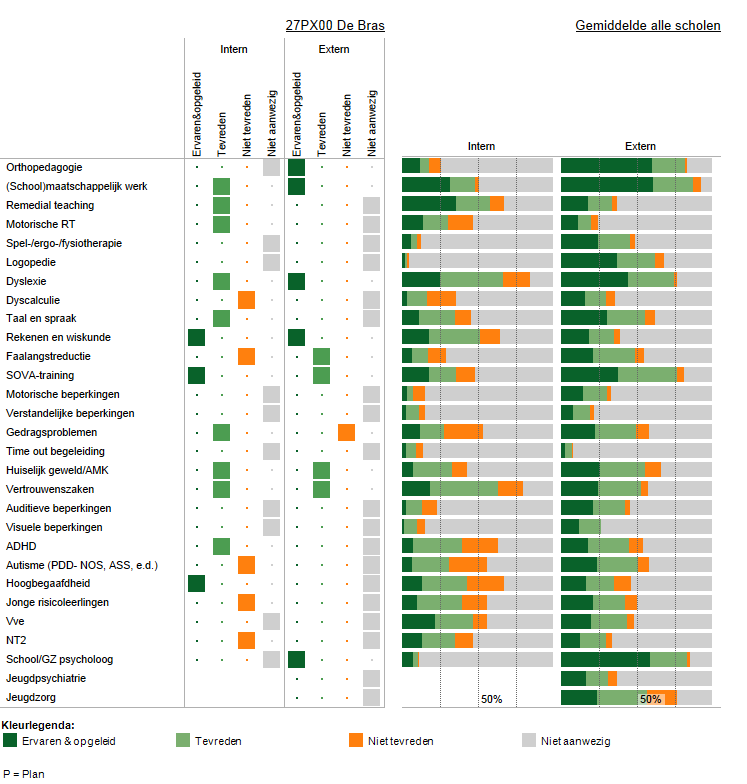 27PX00 De Bras
Gemiddelde alle scholen
Intern
Extern
Ervaren&opgeleid
Tevreden
Niet tevreden
Niet aanwezig
Ervaren&opgeleid
Tevreden
Niet tevreden
Niet aanwezig
Intern
Extern
Orthopedagogie
(School)maatschappelijk werk
Remedial teaching
Motorische RT
Spel-/ergo-/fysiotherapie
Logopedie
Dyslexie
Dyscalculie
Taal en spraak
Rekenen en wiskunde
Faalangstreductie
SOVA-training
Motorische beperkingen
Verstandelijke beperkingen
Gedragsproblemen
Time out begeleiding
Huiselijk geweld/AMK
Vertrouwenszaken
Auditieve beperkingen
Visuele beperkingen
ADHD
Autisme (PDD- NOS, ASS, e.d.)
Hoogbegaafdheid
Jonge risicoleerlingen
Vve
NT2
School/GZ psycholoog
Jeugdpsychiatrie
Jeugdzorg
50%
50%
Kleurlegenda:
Ervaren & opgeleid
Tevreden
Niet tevreden
Niet aanwezig
P = Plan